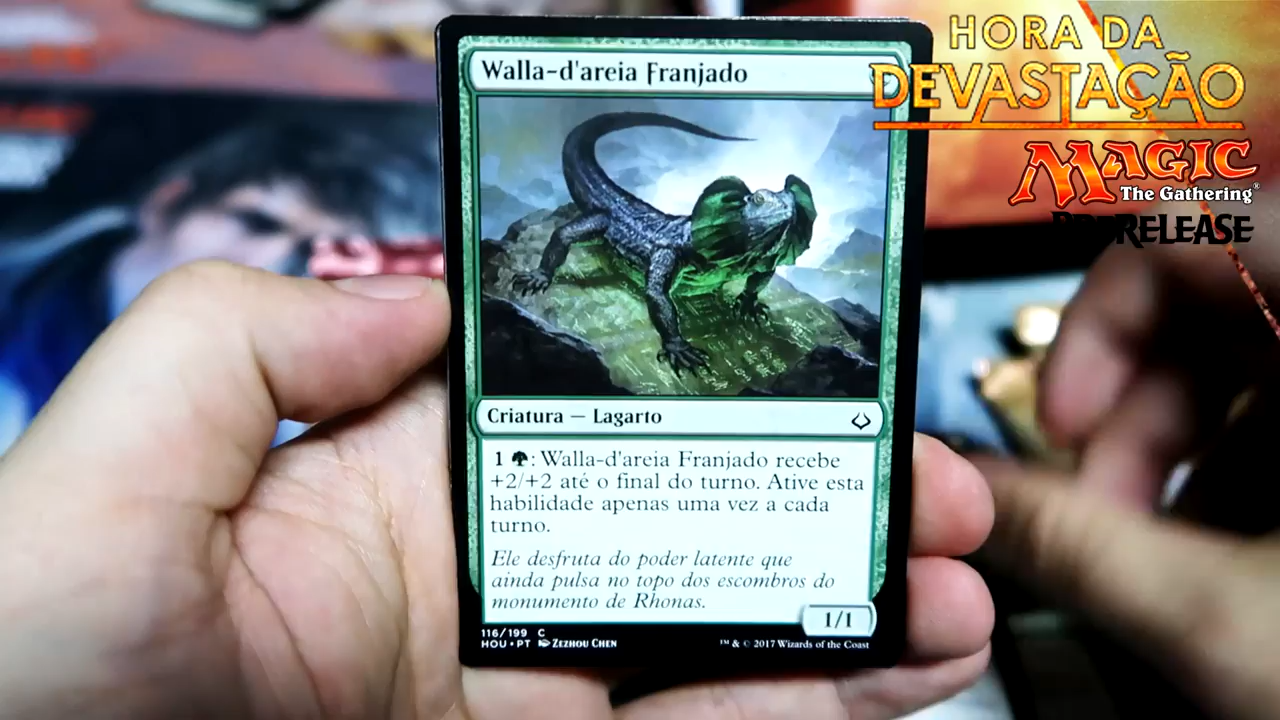 HORA DA
DEVASTAÇÃO
MAGIC
The Gathering®
PRERELEASE
Walla-d'areia Franjado
Criatura — Lagarto
1 : Walla-d'areia Franjado recebe
+2/+2 até o final do turno. Ative esta
habilidade apenas uma vez a cada
turno.
Ele desfruta do poder latente que
ainda pulsa no topo dos escombros do
monumento de Rhonas.
1/1
116/199 C
HOU • PT Zezhou Chen
™ & © 2017 Wizards of the Coast